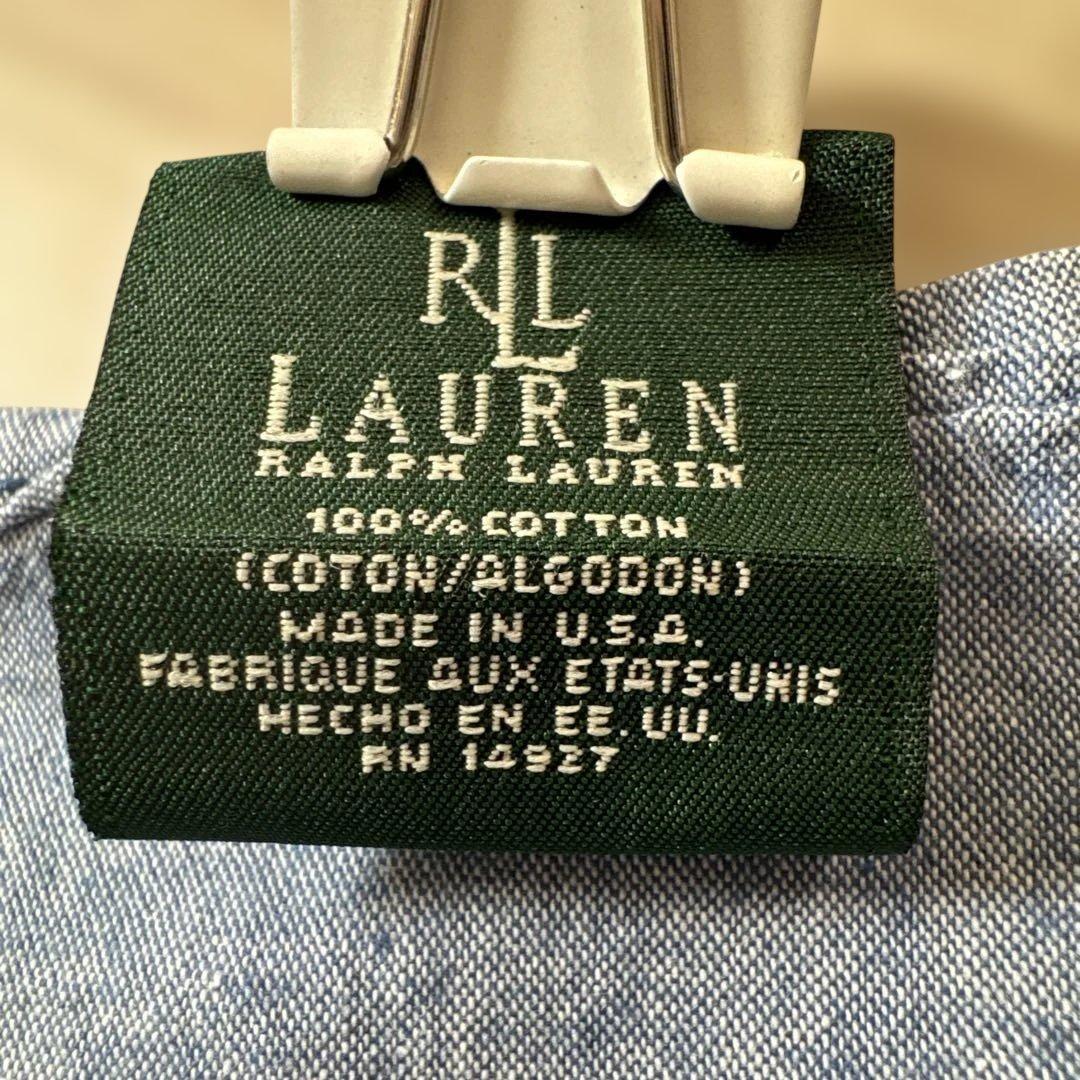 RLL
LAUREN
RALPH LAUREN
100% COTTON
(COTON/ALGODON)
MADE IN U.S.A.
FABRIQUE AUX ETATS-UNIS
HECHO EN EE.UU.
RN 14927